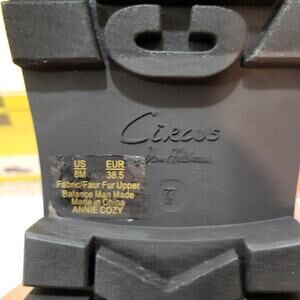 Circus
By Sam Edelman
US EUR
8M 38.5
Fabric/Faux Fur Upper
Balance Man Made
Made in China
ANNIE COZY